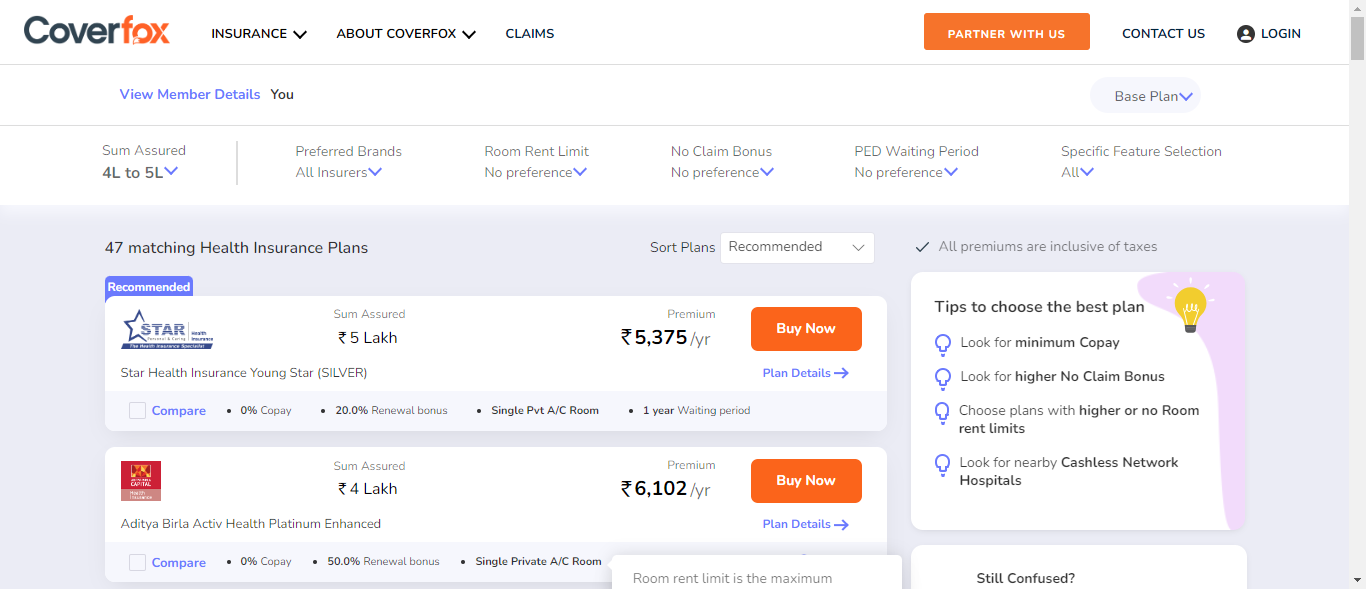 Coverfox
INSURANCE
ABOUT COVERFOX
CLAIMS
PARTNER WITH US
CONTACT US
LOGIN
View Member Details You
Base Plan
Sum Assured
4L to 5L
Preferred Brands
All Insurers
Room Rent Limit
No preference
No Claim Bonus
No preference
PED Waiting Period
No preference
Specific Feature Selection
All
47 matching Health Insurance Plans
Sort Plans
Recommended
All premiums are inclusive of taxes
Recommended
STAR Health Insurance
Personal & Caring
The Health Insurance Specialist
Sum Assured
₹ 5 Lakh
Premium
₹5,375/yr
Buy Now
Star Health Insurance Young Star (SILVER)
Plan Details
Compare
0% Copay
20.0% Renewal bonus
Single Pvt A/C Room
1 year Waiting period
CAPITAL
Health Insurance
Sum Assured
₹ 4 Lakh
Premium
₹6,102/yr
Buy Now
Aditya Birla Activ Health Platinum Enhanced
Plan Details
Compare
0% Copay
50.0% Renewal bonus
Single Private A/C Room
Room rent limit is the maximum
Tips to choose the best plan
Look for minimum Copay
Look for higher No Claim Bonus
Choose plans with higher or no Room
rent limits
Look for nearby Cashless Network
Hospitals
Still Confused?